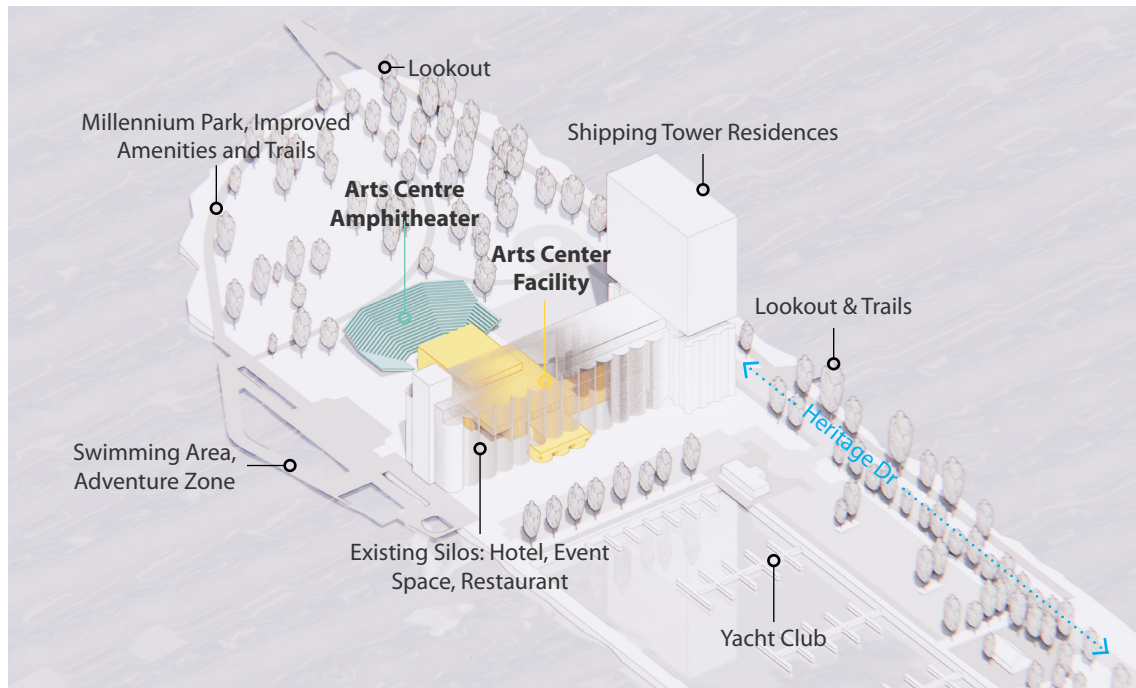 Lookout
Millennium Park, Improved
Amenities and Trails
Shipping Tower Residences
Arts Centre
Amphitheater
Arts Center
Facility
Lookout & Trails
Heritage Dr
Swimming Area,
Adventure Zone
Existing Silos: Hotel, Event
Space, Restaurant
Yacht Club